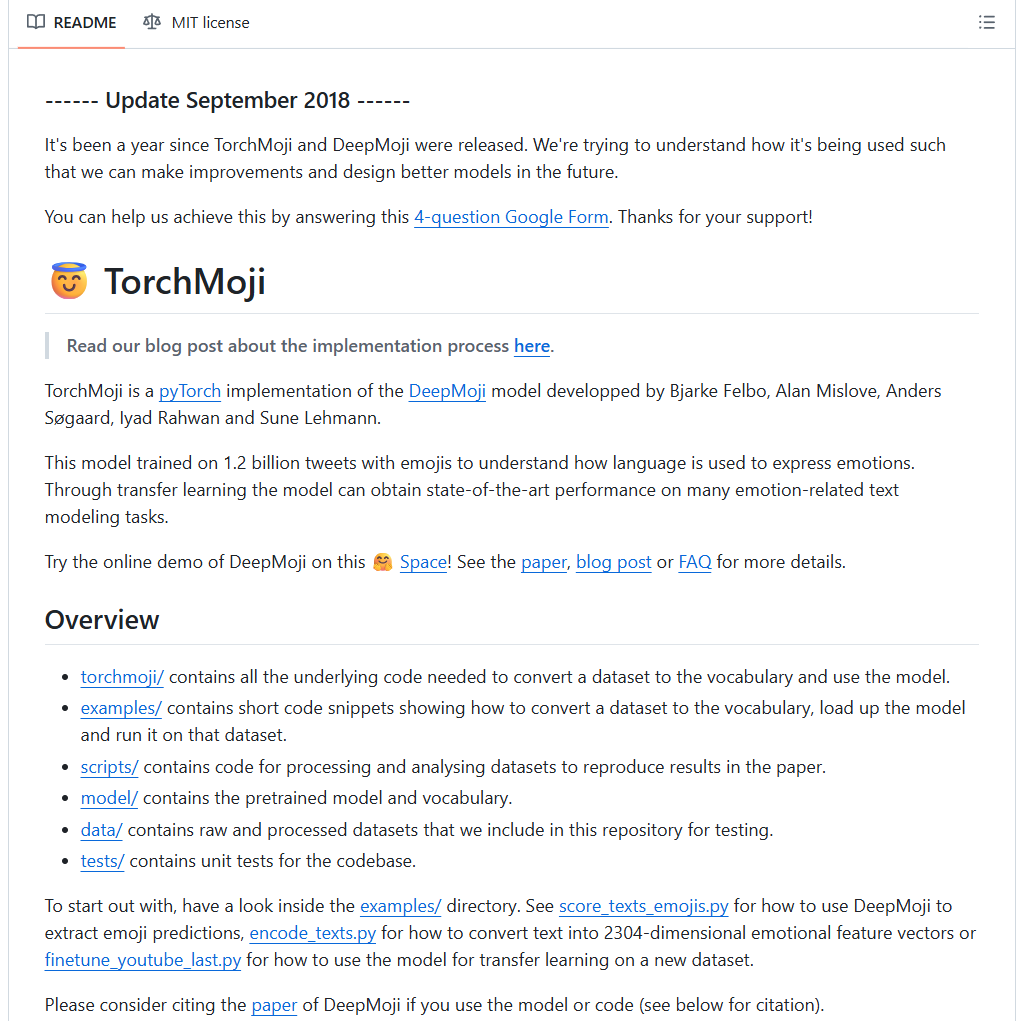 README MIT license
------ Update September 2018 ------
It's been a year since TorchMoji and DeepMoji were released. We're trying to understand how it's being used such
that we can make improvements and design better models in the future.
You can help us achieve this by answering this 4-question Google Form. Thanks for your support!
😇 TorchMoji
Read our blog post about the implementation process here.
TorchMoji is a pyTorch implementation of the DeepMoji model developped by Bjarke Felbo, Alan Mislove, Anders
Søgaard, Iyad Rahwan and Sune Lehmann.
This model trained on 1.2 billion tweets with emojis to understand how language is used to express emotions.
Through transfer learning the model can obtain state-of-the-art performance on many emotion-related text
modeling tasks.
Try the online demo of DeepMoji on this 🤗 Space! See the paper, blog post or FAQ for more details.
Overview
• torchmoji/ contains all the underlying code needed to convert a dataset to the vocabulary and use the model.
• examples/ contains short code snippets showing how to convert a dataset to the vocabulary, load up the model
and run it on that dataset.
• scripts/ contains code for processing and analysing datasets to reproduce results in the paper.
• model/ contains the pretrained model and vocabulary.
• data/ contains raw and processed datasets that we include in this repository for testing.
• tests/ contains unit tests for the codebase.
To start out with, have a look inside the examples/ directory. See score_texts_emojis.py for how to use DeepMoji to
extract emoji predictions, encode_texts.py for how to convert text into 2304-dimensional emotional feature vectors or
finetune_youtube_last.py for how to use the model for transfer learning on a new dataset.
Please consider citing the paper of DeepMoji if you use the model or code (see below for citation).